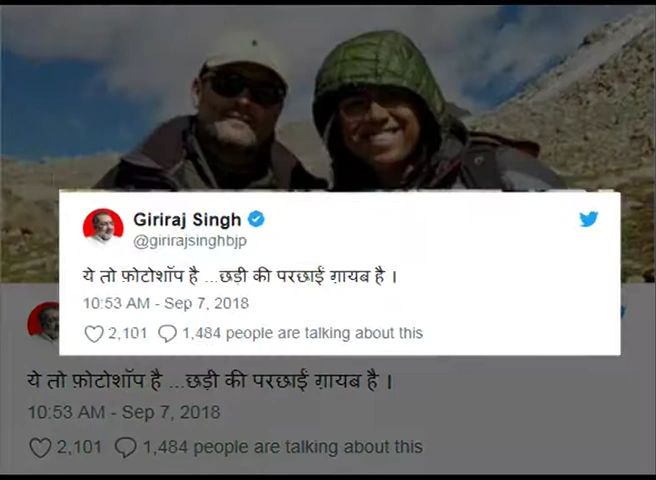 Giriraj Singh
@girirajsinghbjp
ये तो फ़ोटोशॉप है ...छड़ी की परछाई ग़ायब है ।
10:53 AM - Sep 7, 2018
2,101 1,484 people are talking about this
ये तो फ़ोटोशॉप है ...छड़ी की परछाई ग़ायब है ।
10:53 AM - Sep 7, 2018
2,101 1,484 people are talking about this